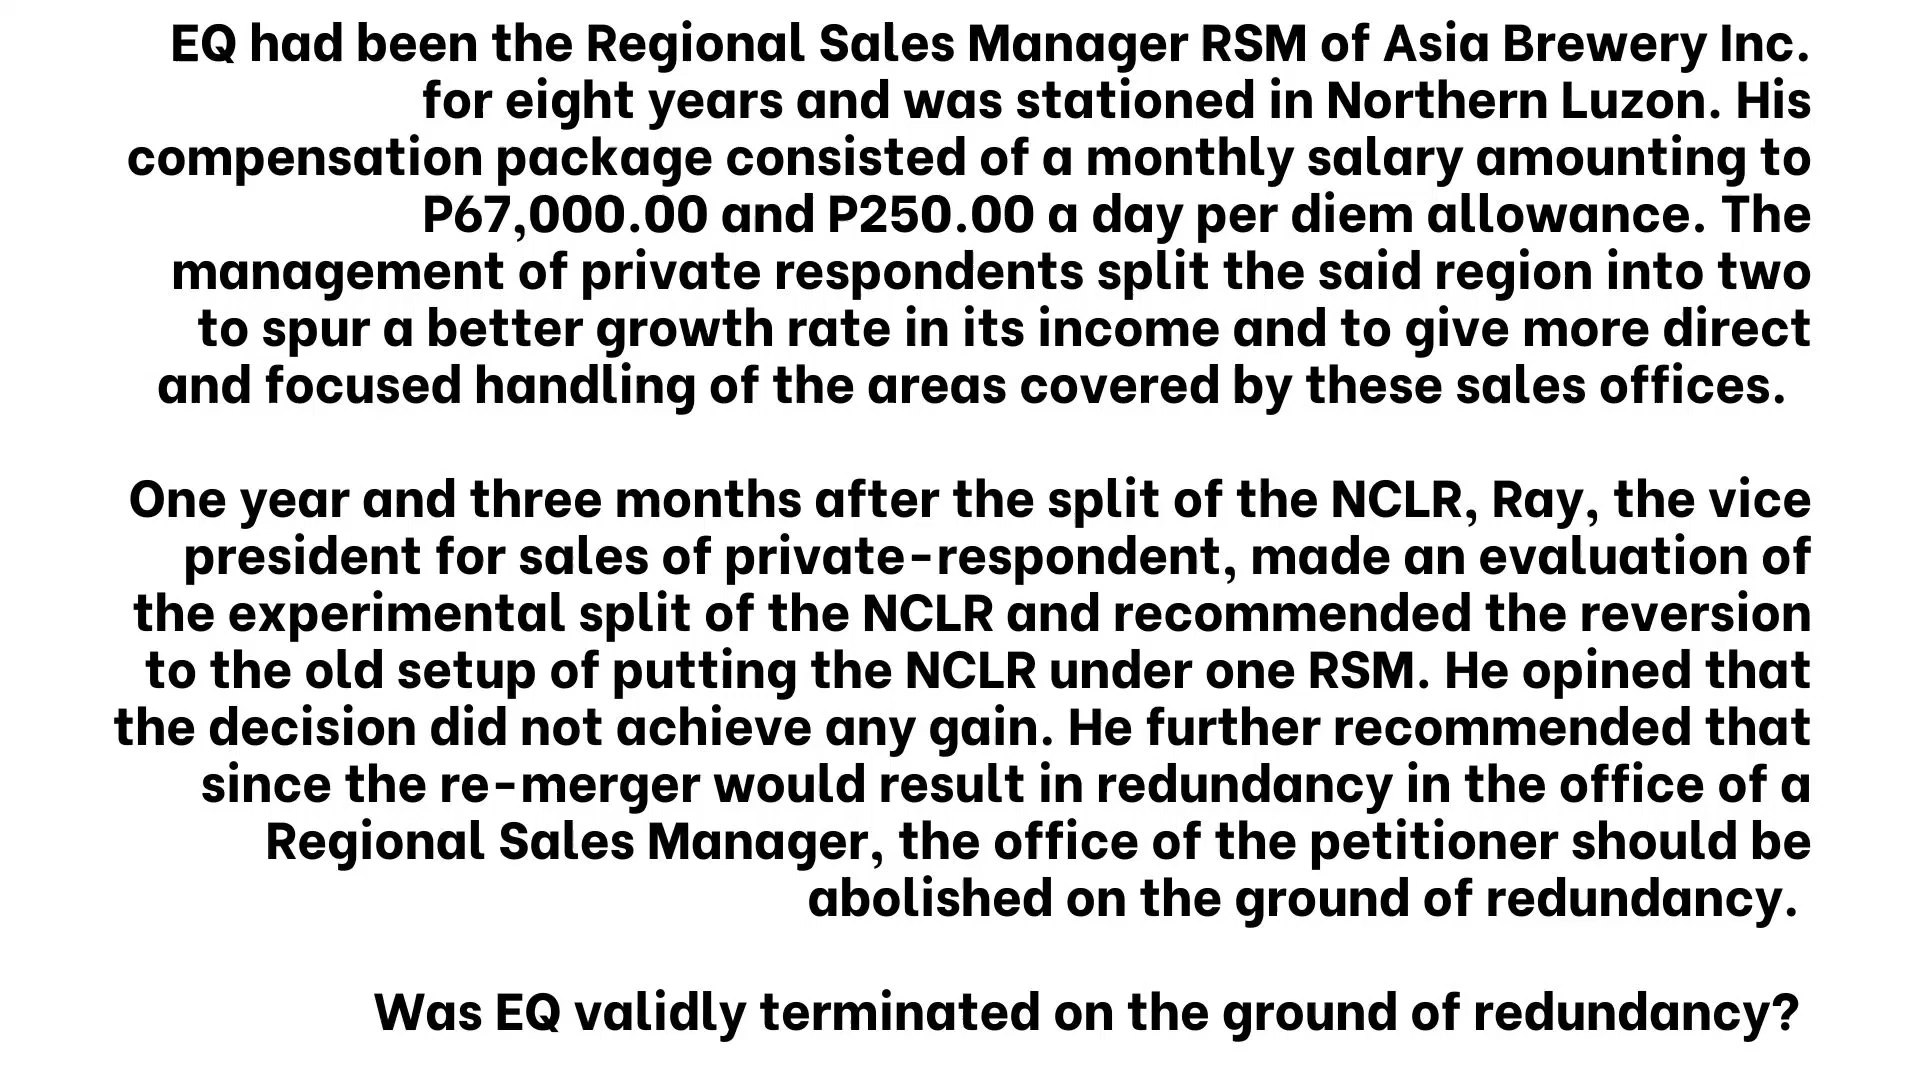 EQ had been the Regional Sales Manager RSM of Asia Brewery Inc.
for eight years and was stationed in Northern Luzon. His
compensation package consisted of a monthly salary amounting to
P67,000.00 and P250.00 a day per diem allowance. The
management of private respondents split the said region into two
to spur a better growth rate in its income and to give more direct
and focused handling of the areas covered by these sales offices.
One year and three months after the split of the NCLR, Ray, the vice
president for sales of private-respondent, made an evaluation of
the experimental split of the NCLR and recommended the reversion
to the old setup of putting the NCLR under one RSM. He opined that
the decision did not achieve any gain. He further recommended that
since the re-merger would result in redundancy in the office of a
Regional Sales Manager, the office of the petitioner should be
abolished on the ground of redundancy.
Was EQ validly terminated on the ground of redundancy?